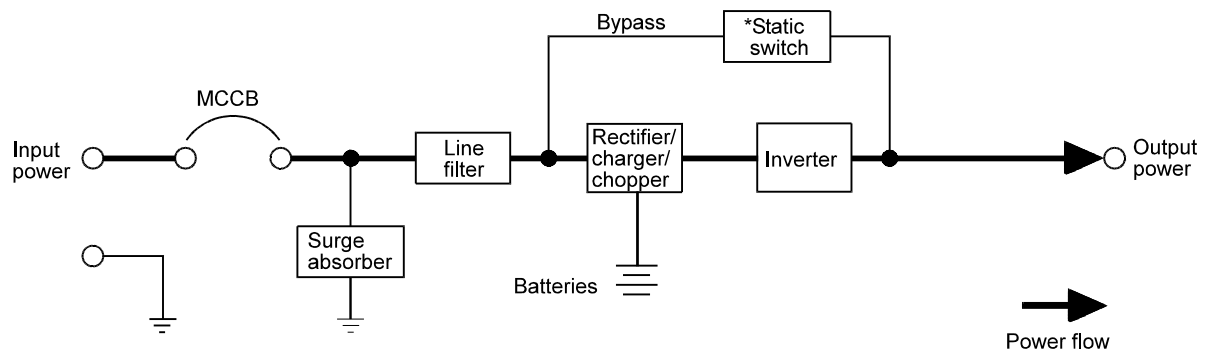 Bypass
*Static
switch
MCCB
Input
power
Line
filter
Rectifier/
charger/
chopper
Inverter
Output
power
Surge
absorber
Batteries
Power flow